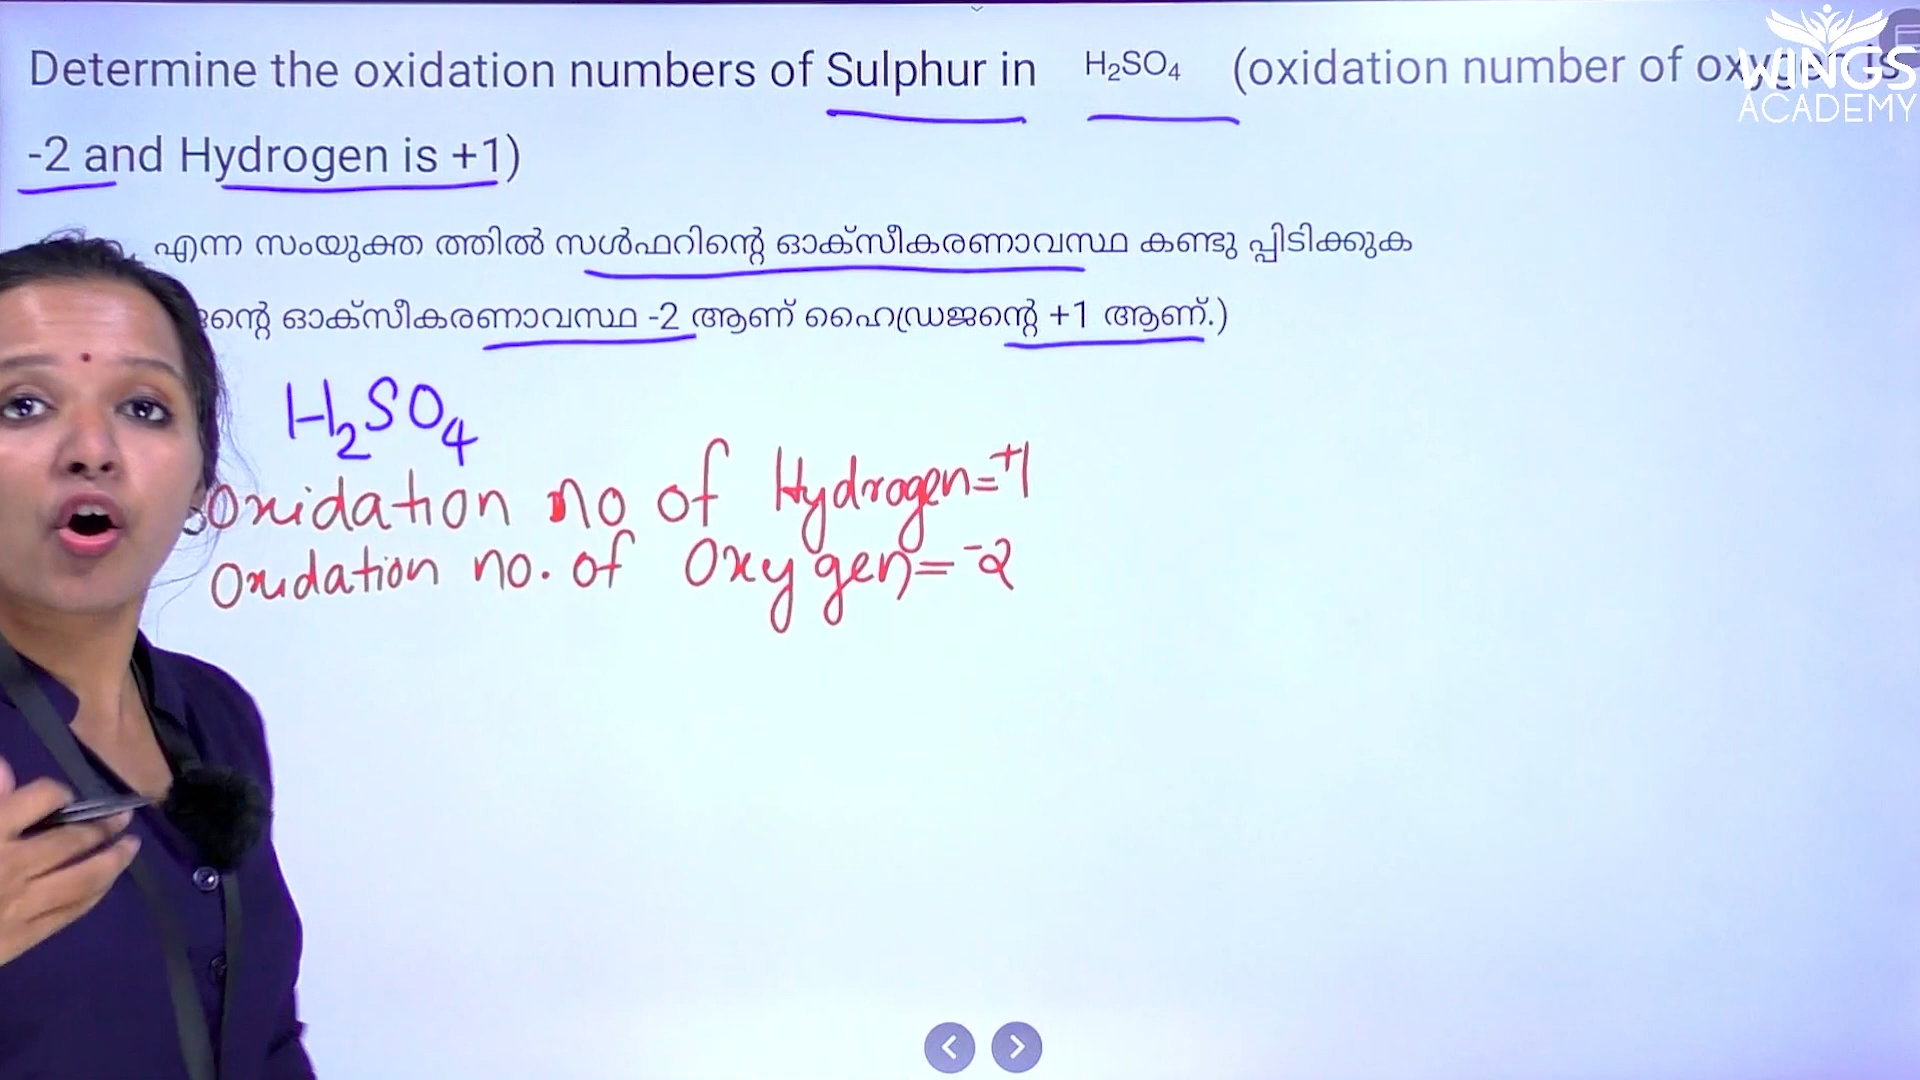 Determine the oxidation numbers of Sulphur in H₂SO₄ (oxidation number of oxygen is
-2 and Hydrogen is +1)
എന്ന സംയുക്ത ത്തിൽ സൾഫറിന്റെ ഓക്സീകരണാവസ്ഥ കണ്ടു പ്പിടിക്കുക
ന്റെ ഓക്സീകരണാവസ്ഥ -2 ആണ് ഹൈഡ്രജന്റെ +1 ആണ്.)
H₂SO₄
Oxidation no of Hydrogen=+1
Oxidation no. of Oxygen=-2
WINGS
ACADEMY